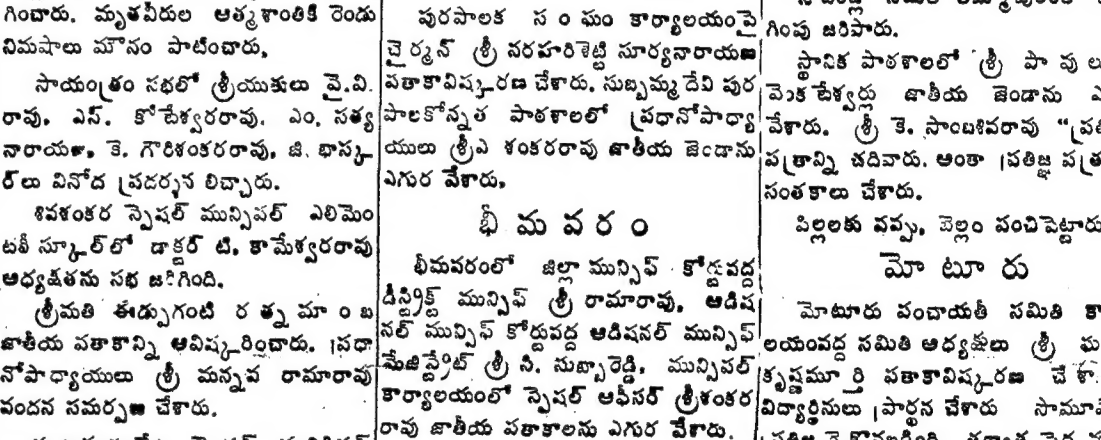 గించారు. మృతవీరుల ఆత్మశాంతికి రెండు
నిమషాలు మౌనం పాటించారు.
సాయంత్రం సభలో శ్రీయుతులు వై.వి.
రావు, ఎస్. కోటేశ్వరరావు. ఎం. సత్య
నారాయణ, కె. గౌరిశంకరరావు, జి. భాస్క
ర్‌లు వినోద ప్రదర్శన లిచ్చారు.
శివశంకర స్పెషల్ మున్సిపల్ ఎలిమెం
టరీ స్కూల్‌లో డాక్టర్ టి. కామేశ్వరరావు
ఆధ్యక్షతను సభ జరిగింది.
శ్రీమతి ఈడ్పుగంటి రత్నమాంబ
జాతీయ పతాకాన్ని ఆవిష్కరించారు. ప్రధా
నోపాధ్యాయులు శ్రీ మన్నవ రామారావు
వందన సమర్పణ చేశారు.
పురపాలక సంఘం కార్యాలయంపై
చైర్మన్ శ్రీ నరహరిశెట్టి సూర్యనారాయణ
పతాకావిష్కరణ చేశారు. సుబ్బమ్మదేవి పుర
పాలకోన్నత పాఠశాలలో ప్రధానోపాధ్యా
యులు శ్రీఎ శంకరరావు జాతీయ జెండాను
ఎగుర వేశారు.
భీమవరం
భీమవరంలో జిల్లా మున్సిఫ్ కోర్టువద్ద
డిస్ట్రిక్ట్ మున్సిఫ్ శ్రీ రామారావు, ఆడిష
నల్ మున్సిఫ్ కోర్టువద్ద ఆడిషనల్ మున్సిఫ్
మేజిస్ట్రేట్ శ్రీ సి. సుబ్బారెడ్డి, మున్సిపల్
కార్యాలయంలో స్పెషల్ ఆఫీసర్ శ్రీశంకర
రావు జాతీయ పతాకాలను ఎగుర వేశారు.
గింపు జరిపారు.
స్థానిక పాఠశాలలో శ్రీ పావులు
వెంకటేశ్వర్లు జాతీయ జెండాను
వేశారు. శ్రీ కె. సాంబశివరావు "ప్రతి
పత్రాన్ని చదివారు. అంతా ప్రతిజ్ఞ పత్ర
సంతకాలు చేశారు.
పిల్లలకు పప్పు, బెల్లం పంచిపెట్టారు
మోటూరు
మోటూరు పంచాయతీ సమితి కా
లయంవద్ద సమితి ఆధ్యక్షులు శ్రీ ఘ
కృష్ణమూర్తి పతాకావిష్కరణ చేశా
విద్యార్థినులు ప్రార్థన చేశారు సామూ